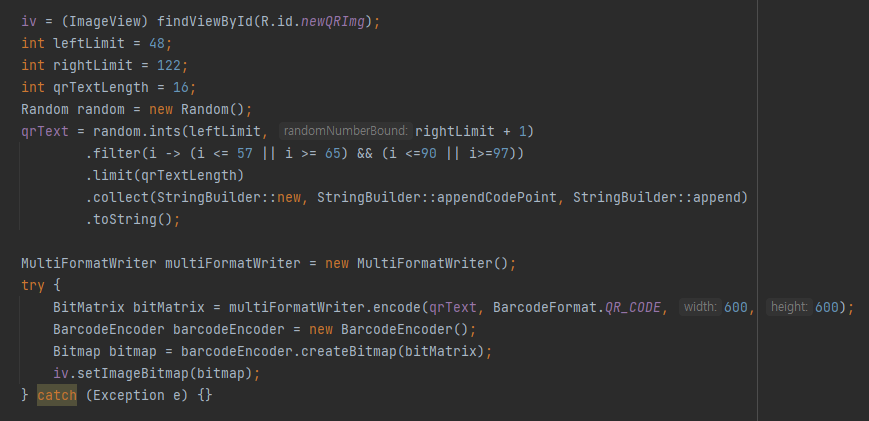 iv = (ImageView) findViewById(R.id.newQRImg);
int leftLimit = 48;
int rightLimit = 122;
int qrTextLength = 16;
Random random = new Random();
qrText = random.ints(leftLimit, randomNumberBound: rightLimit + 1)
.filter(i -> (i <= 57 || i >= 65) && (i <=90 || i>=97))
.limit(qrTextLength)
.collect(StringBuilder::new, StringBuilder::appendCodePoint, StringBuilder::append)
.toString();
MultiFormatWriter multiFormatWriter = new MultiFormatWriter();
try {
BitMatrix bitMatrix = multiFormatWriter.encode(qrText, BarcodeFormat.QR_CODE, width: 600, height: 600);
BarcodeEncoder barcodeEncoder = new BarcodeEncoder();
Bitmap bitmap = barcodeEncoder.createBitmap(bitMatrix);
iv.setImageBitmap(bitmap);
} catch (Exception e) {}